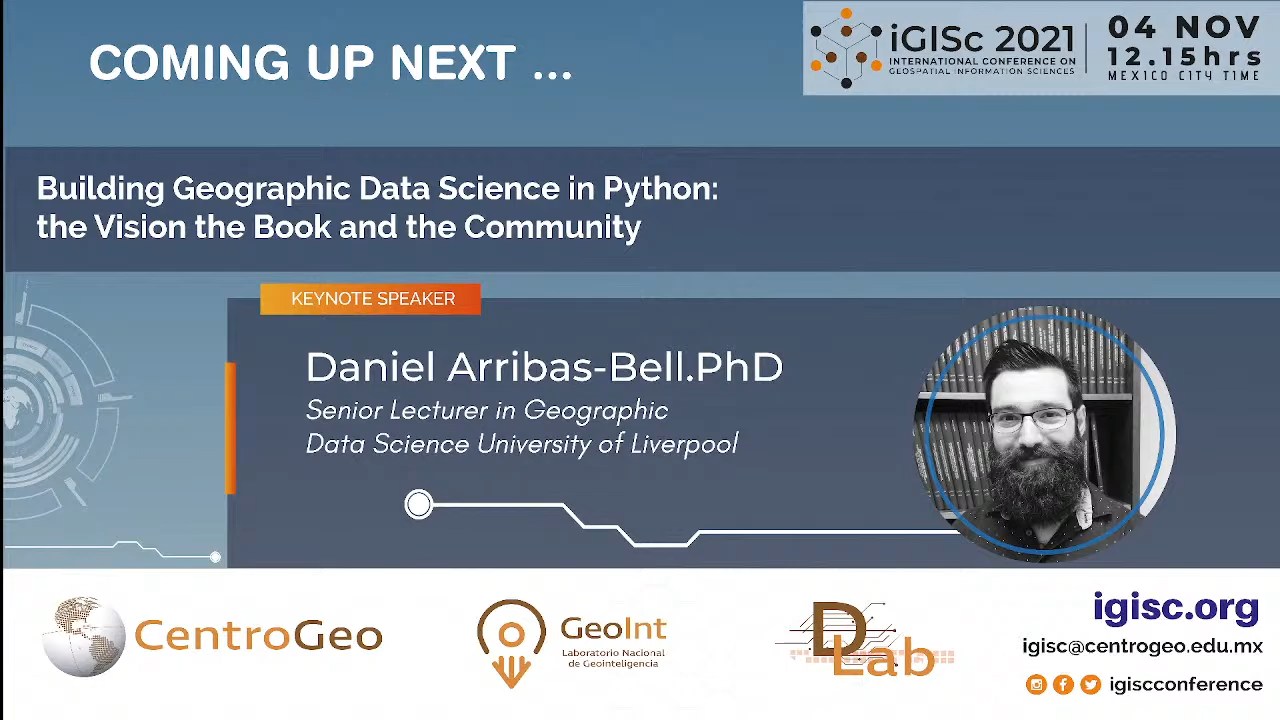 COMING UP NEXT ...
iGISc 2021
INTERNATIONAL CONFERENCE ON
GEOSPATIAL INFORMATION SCIENCES
04 NOV
12.15hrs
MEXICO CITY TIME
Building Geographic Data Science in Python:
the Vision the Book and the Community
KEYNOTE SPEAKER
Daniel Arribas-Bell.PhD
Senior Lecturer in Geographic
Data Science University of Liverpool
CentroGeo
GeoInt
Laboratorio Nacional
de Geointeligencia
DLab
igisc.org
igisc@centrogeo.edu.mx
igiscconference